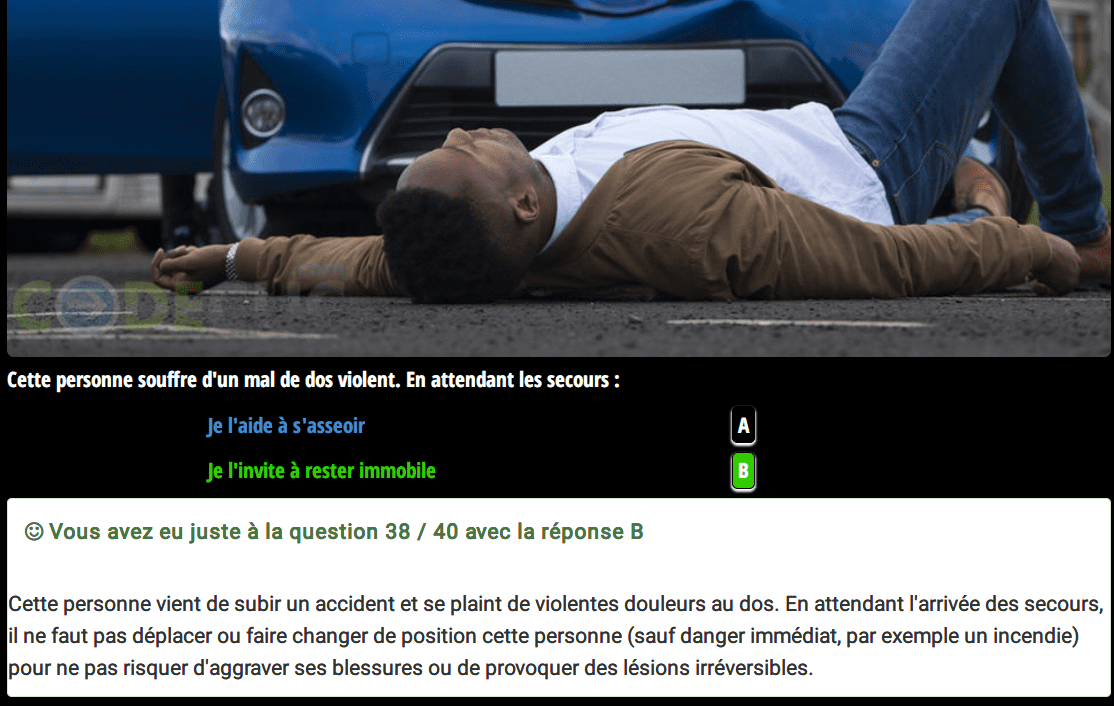 CODE
Cette personne souffre d'un mal de dos violent. En attendant les secours :
Je l'aide à s'asseoir
A
Je l'invite à rester immobile
B
Vous avez eu juste à la question 38 / 40 avec la réponse B
Cette personne vient de subir un accident et se plaint de violentes douleurs au dos. En attendant l'arrivée des secours,
il ne faut pas déplacer ou faire changer de position cette personne (sauf danger immédiat, par exemple un incendie)
pour ne pas risquer d'aggraver ses blessures ou de provoquer des lésions irréversibles.